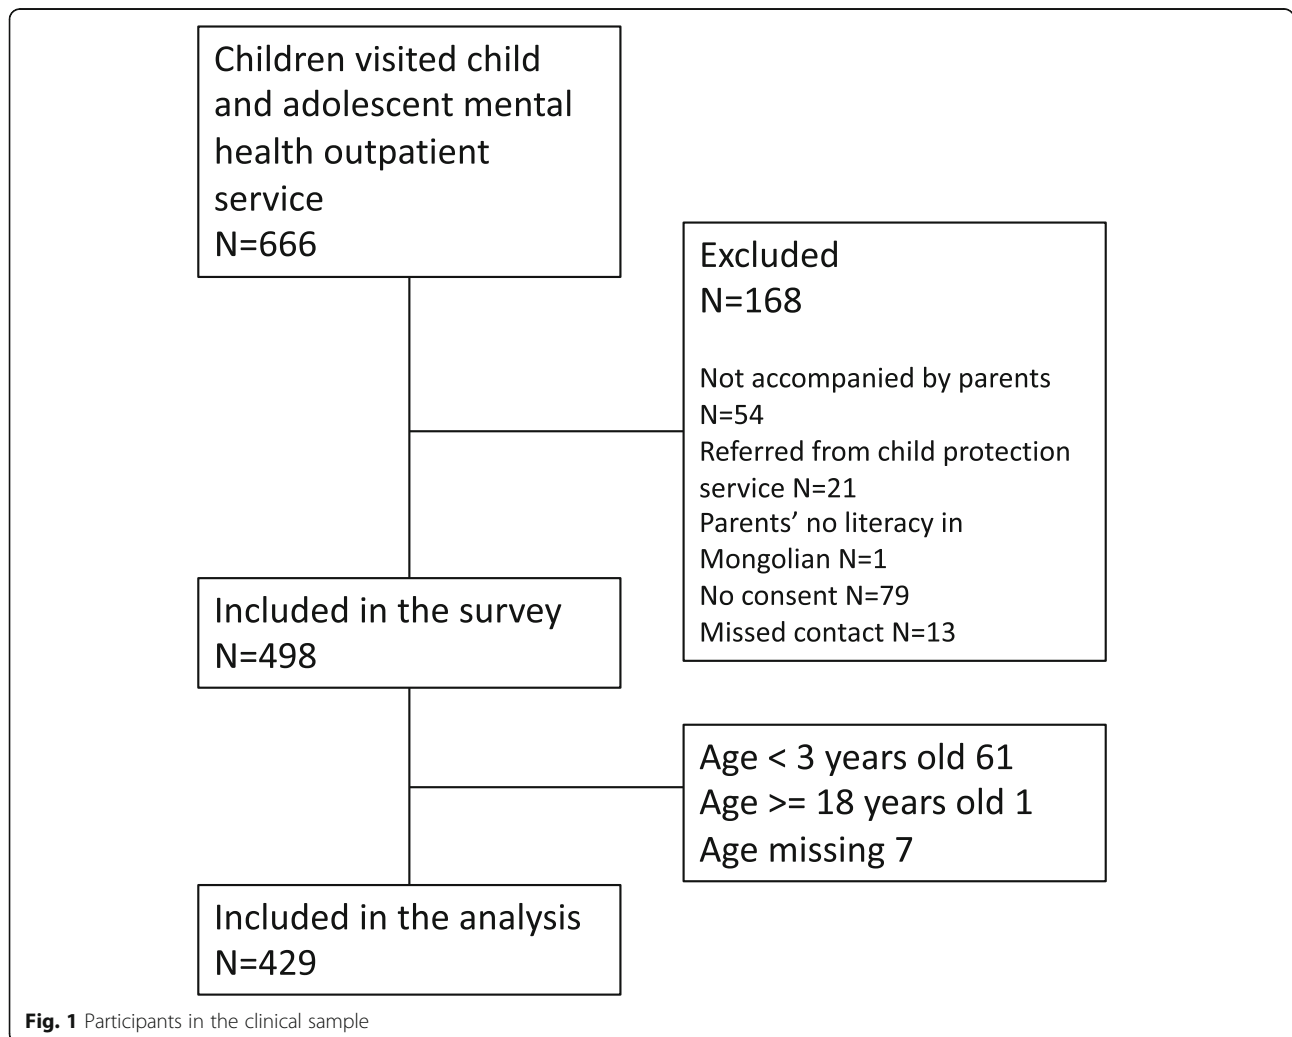 Children visited child
and adolescent mental
health outpatient
service
N=666
Excluded
N=168
Not accompanied by parents
N=54
Referred from child protection
service N=21
Parents’ no literacy in
Mongolian N=1
No consent N=79
Missed contact N=13
Included in the survey
N=498
Age < 3 years old 61
Age >= 18 years old 1
Age missing 7
Included in the analysis
N=429
Fig. 1 Participants in the clinical sample